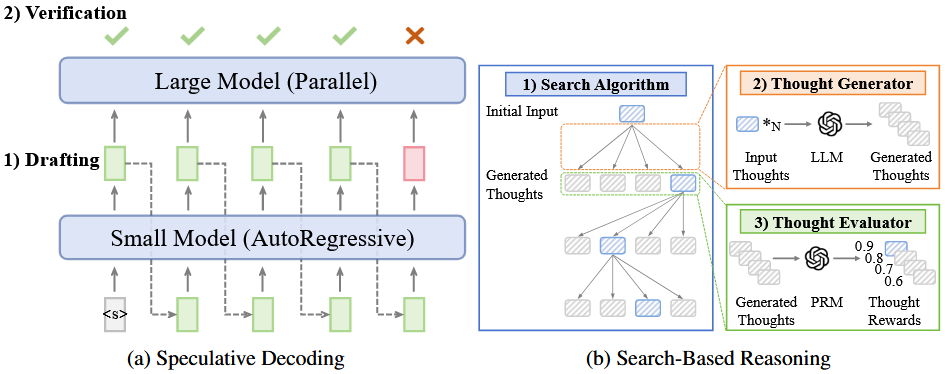 2) Verification
Large Model (Parallel)
1) Drafting
Small Model (AutoRegressive)
<s>
(a) Speculative Decoding
1) Search Algorithm
Initial Input
Generated
Thoughts
2) Thought Generator
*N
Input
Thoughts
LLM
Generated
Thoughts
3) Thought Evaluator
0.9
0.8
0.7
0.6
Generated
Thoughts
PRM
Thought
Rewards
(b) Search-Based Reasoning